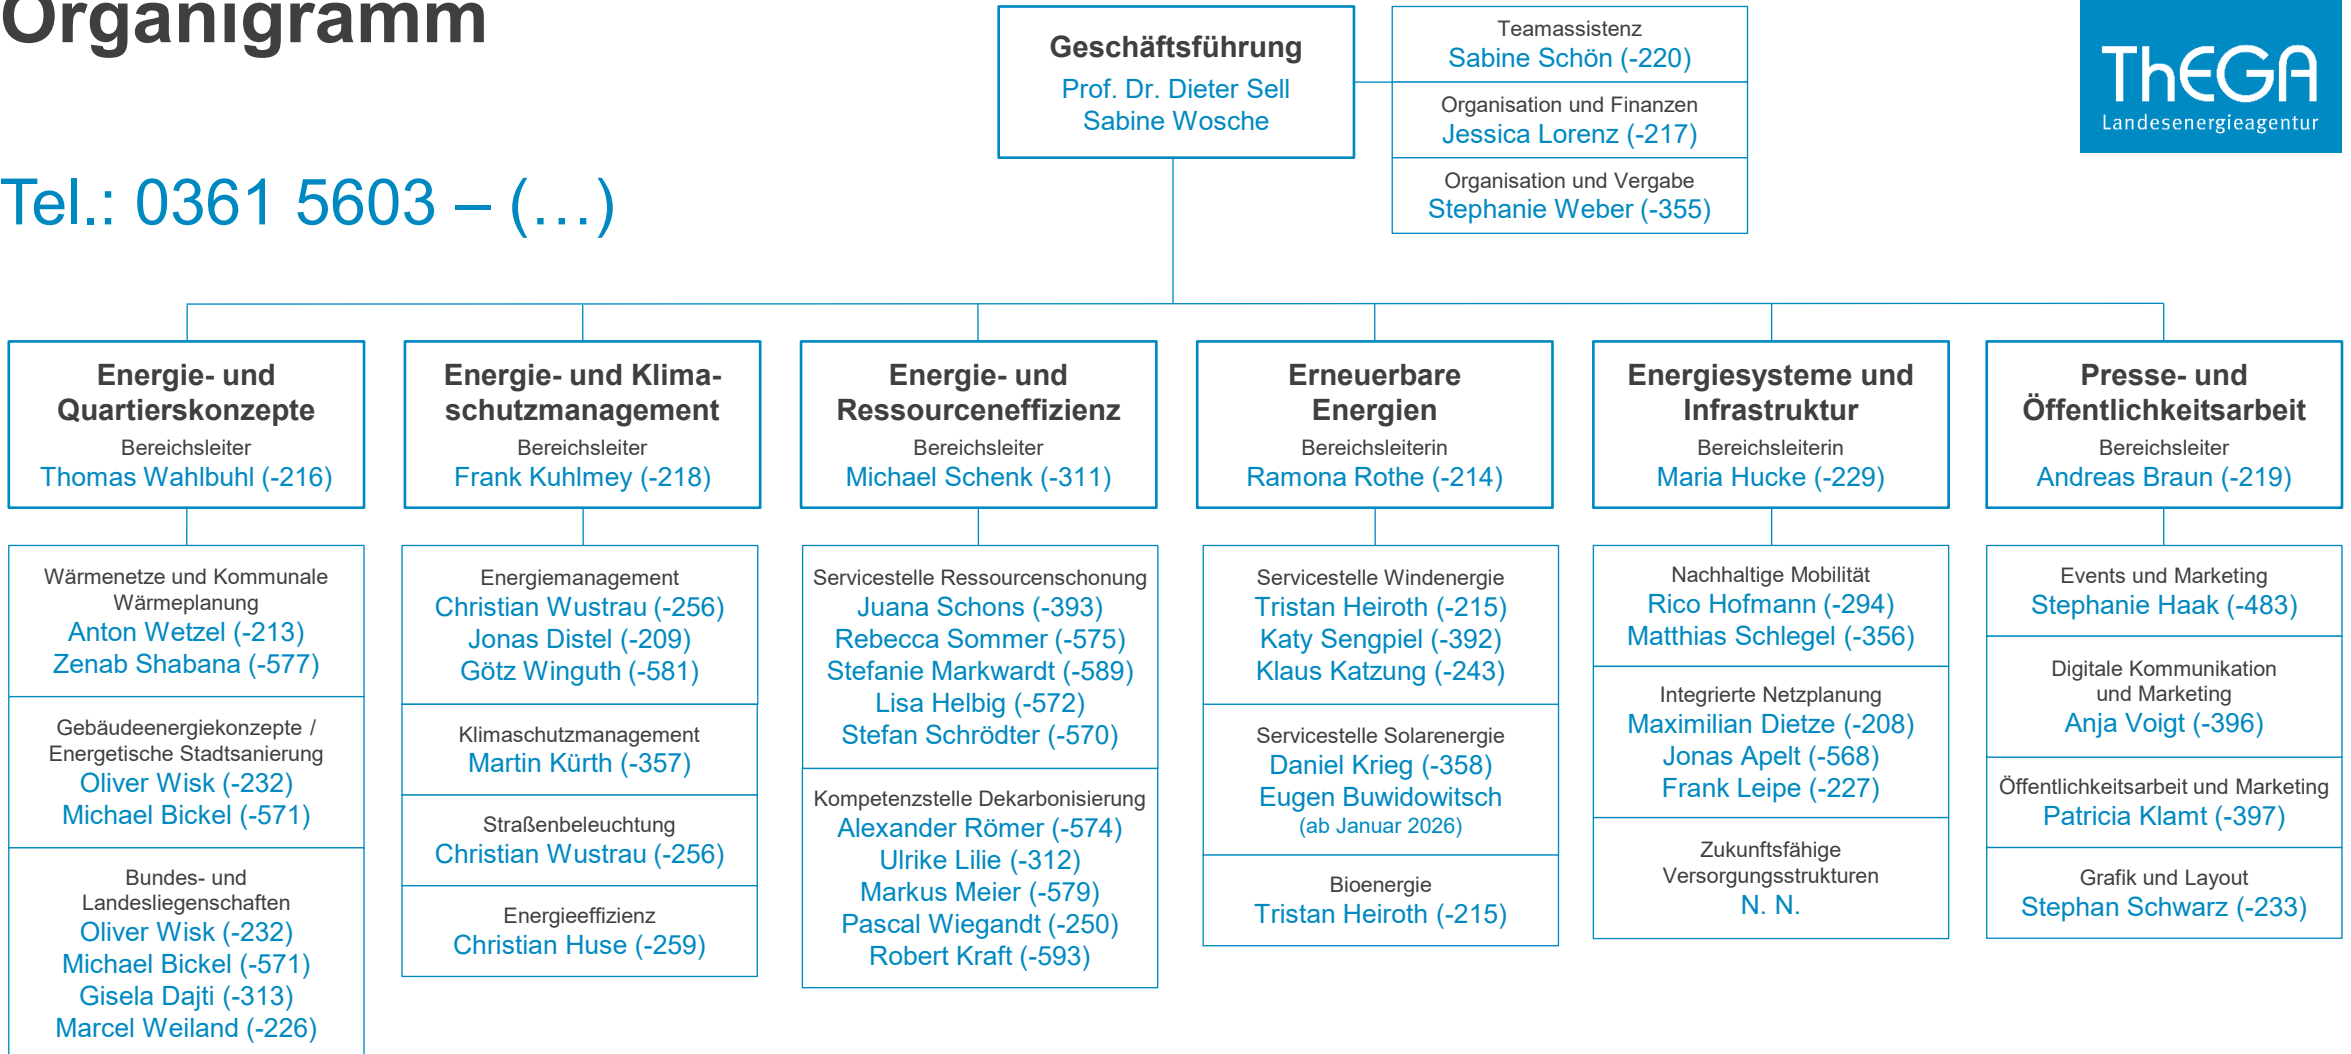 Organigramm
Tel.: 0361 5603 – (…)
Geschäftsführung
Prof. Dr. Dieter Sell
Sabine Wosche
Teamassistenz
Sabine Schön (-220)
Organisation und Finanzen
Jessica Lorenz (-217)
Organisation und Vergabe
Stephanie Weber (-355)
ThEGA
Landesenergieagentur
Energie- und
Quartierskonzepte
Bereichsleiter
Thomas Wahlbuhl (-216)
Wärmenetze und Kommunale
Wärmeplanung
Anton Wetzel (-213)
Zenab Shabana (-577)
Gebäudeenergiekonzepte /
Energetische Stadtsanierung
Oliver Wisk (-232)
Michael Bickel (-571)
Bundes- und
Landesliegenschaften
Oliver Wisk (-232)
Michael Bickel (-571)
Gisela Dajti (-313)
Marcel Weiland (-226)
Energie- und Klima-
schutzmanagement
Bereichsleiter
Frank Kuhlmey (-218)
Energiemanagement
Christian Wustrau (-256)
Jonas Distel (-209)
Götz Winguth (-581)
Klimaschutzmanagement
Martin Kürth (-357)
Straßenbeleuchtung
Christian Wustrau (-256)
Energieeffizienz
Christian Huse (-259)
Energie- und
Ressourceneffizienz
Bereichsleiter
Michael Schenk (-311)
Servicestelle Ressourcenschonung
Juana Schons (-393)
Rebecca Sommer (-575)
Stefanie Markwardt (-589)
Lisa Helbig (-572)
Stefan Schrödter (-570)
Kompetenzstelle Dekarbonisierung
Alexander Römer (-574)
Ulrike Lilie (-312)
Markus Meier (-579)
Pascal Wiegandt (-250)
Robert Kraft (-593)
Erneuerbare
Energien
Bereichsleiterin
Ramona Rothe (-214)
Servicestelle Windenergie
Tristan Heiroth (-215)
Katy Sengpiel (-392)
Klaus Katzung (-243)
Servicestelle Solarenergie
Daniel Krieg (-358)
Eugen Buwidowitsch
(ab Januar 2026)
Bioenergie
Tristan Heiroth (-215)
Energiesysteme und
Infrastruktur
Bereichsleiterin
Maria Hucke (-229)
Nachhaltige Mobilität
Rico Hofmann (-294)
Matthias Schlegel (-356)
Integrierte Netzplanung
Maximilian Dietze (-208)
Jonas Apelt (-568)
Frank Leipe (-227)
Zukunftsfähige
Versorgungsstrukturen
N. N.
Presse- und
Öffentlichkeitsarbeit
Bereichsleiter
Andreas Braun (-219)
Events und Marketing
Stephanie Haak (-483)
Digitale Kommunikation
und Marketing
Anja Voigt (-396)
Öffentlichkeitsarbeit und Marketing
Patricia Klamt (-397)
Grafik und Layout
Stephan Schwarz (-233)